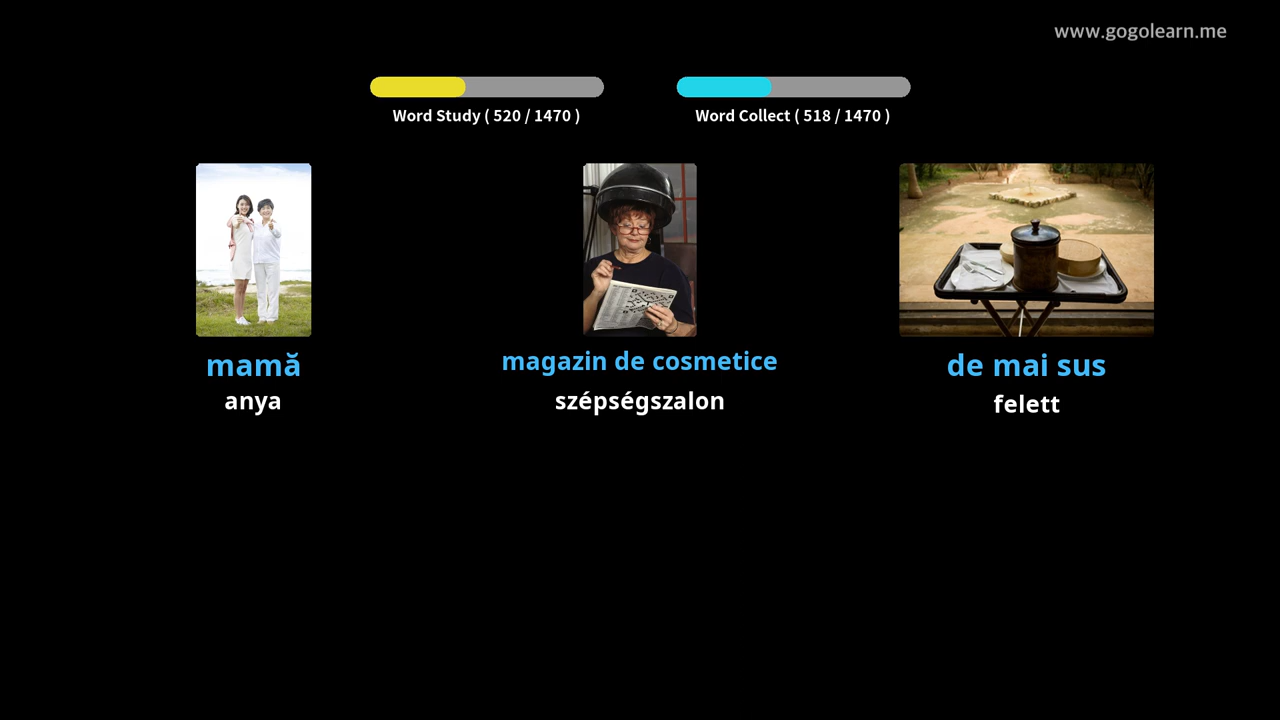 www.gogolearn.me
Word Study ( 520 / 1470 )
Word Collect ( 518 / 1470 )
mamă
anya
magazin de cosmetice
szépségszalon
de mai sus
felett